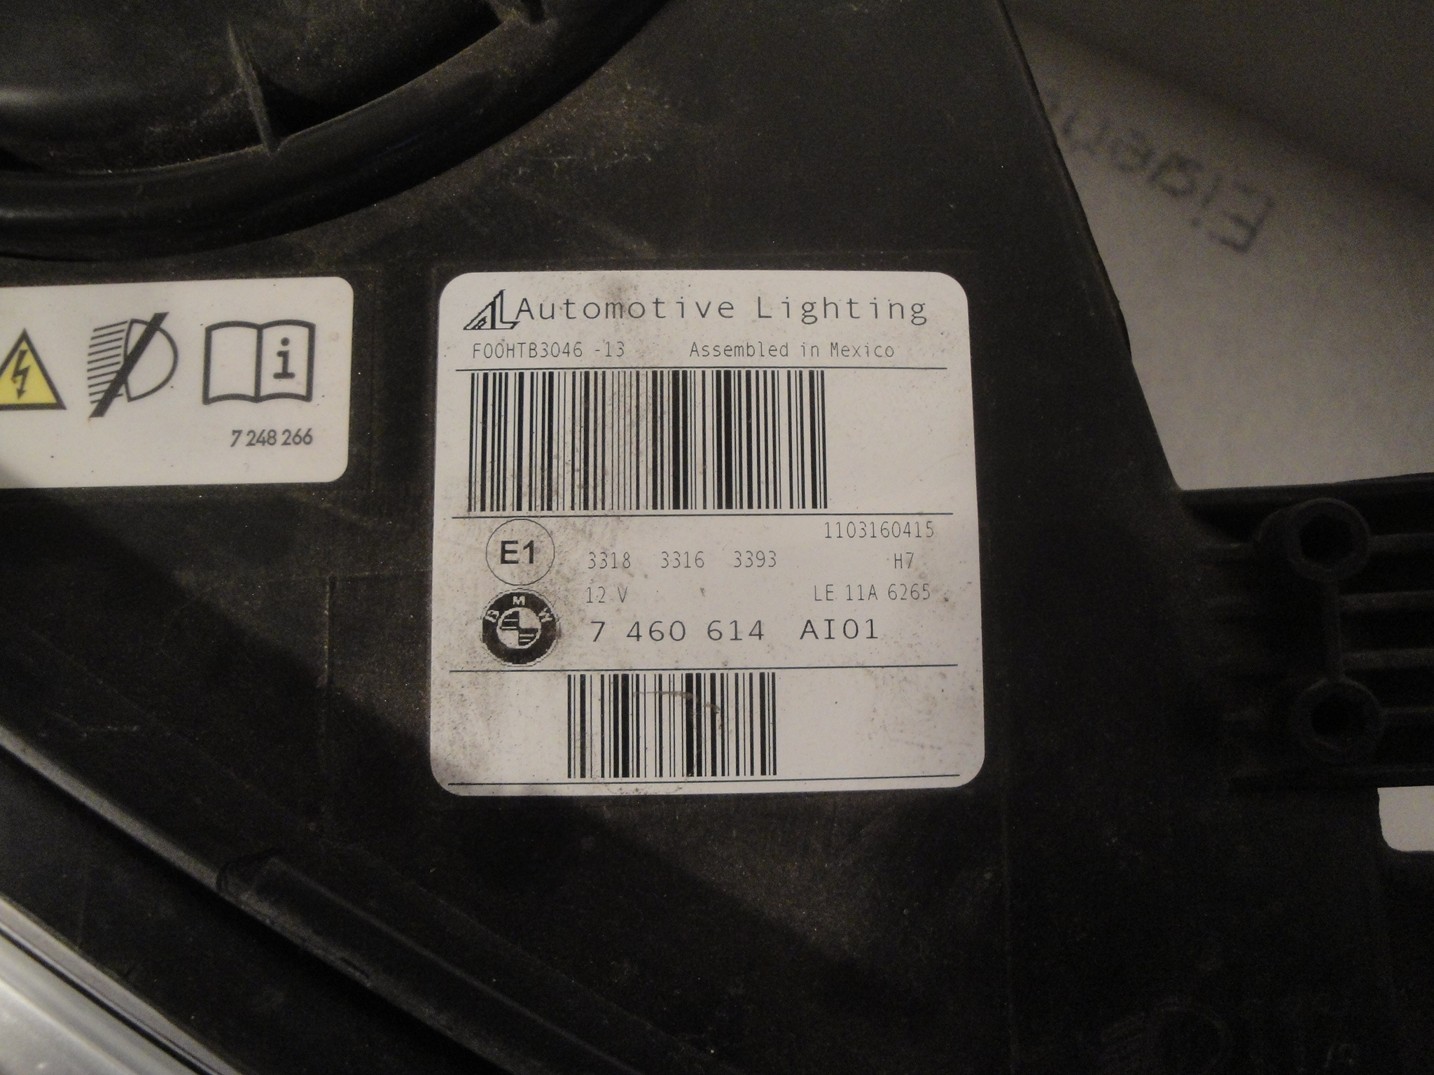 Automotive Lighting
F00HTB3046 -13 Assembled in Mexico
7 248 266
1103160415
E1 3318 3316 3393 H7
12 V LE 11A 6265
BMW 7 460 614 AI01